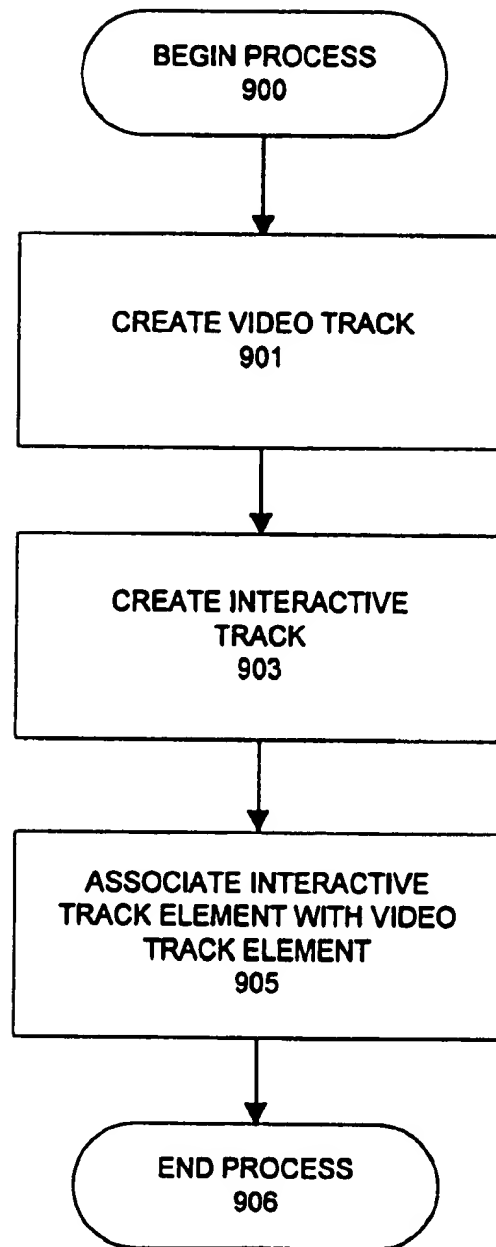 BEGIN PROCESS
900
CREATE VIDEO TRACK
901
CREATE INTERACTIVE
TRACK
903
ASSOCIATE INTERACTIVE
TRACK ELEMENT WITH VIDEO
TRACK ELEMENT
905
END PROCESS
906